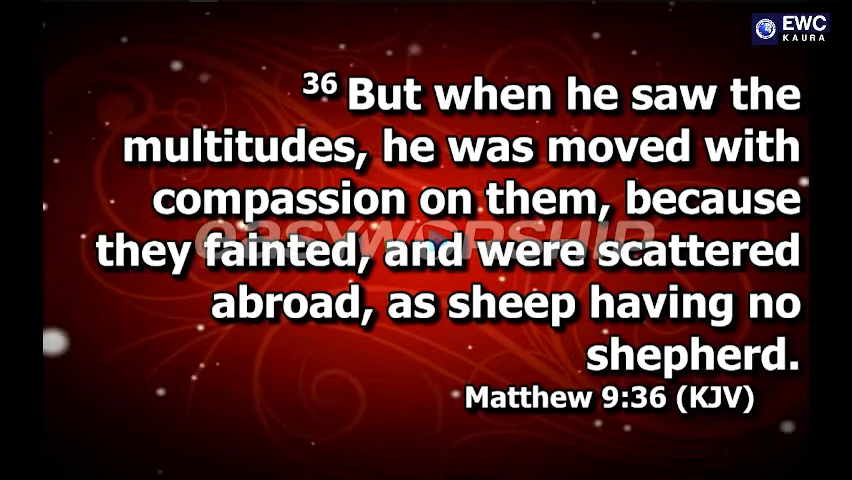 EWC
KAURA
36 But when he saw the
multitudes, he was moved with
compassion on them, because
they fainted, and were scattered
abroad, as sheep having no
shepherd.
Matthew 9:36 (KJV)
EASYWORSHIP